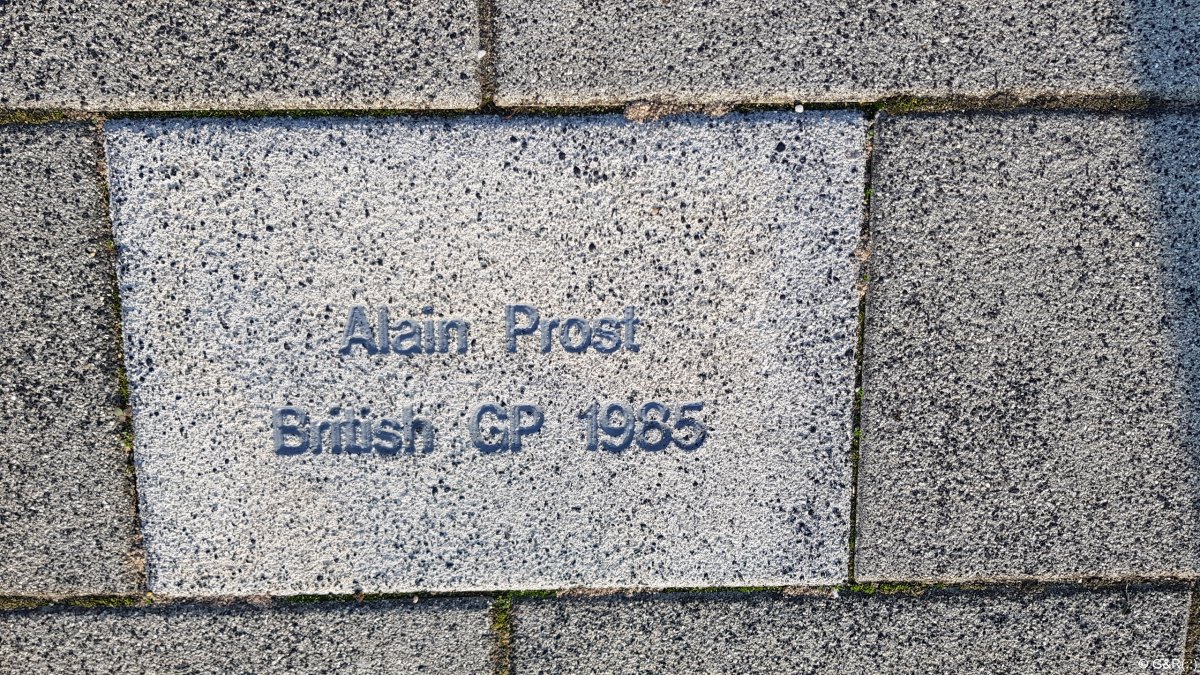 Alain Prost
British GP 1985